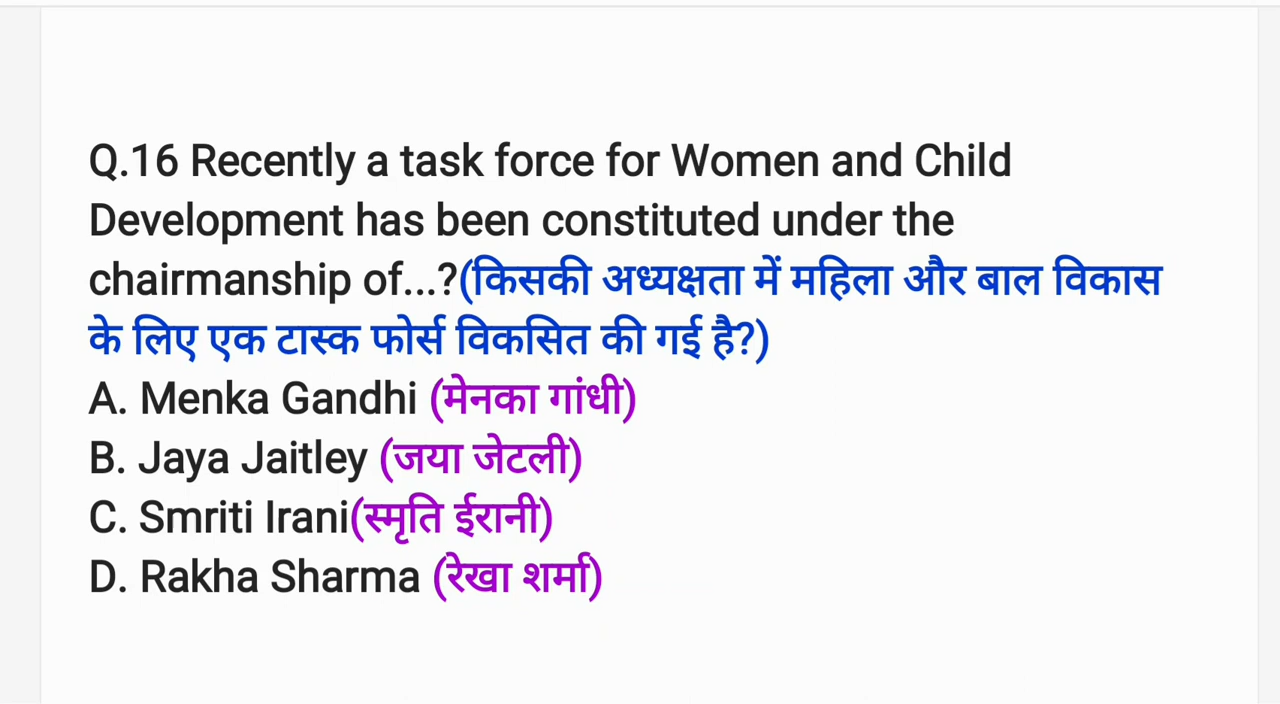 Q.16 Recently a task force for Women and Child
Development has been constituted under the
chairmanship of...?(किसकी अध्यक्षता में महिला और बाल विकास
के लिए एक टास्क फोर्स विकसित की गई है?)
A. Menka Gandhi (मेनका गांधी)
B. Jaya Jaitley (जया जेटली)
C. Smriti Irani(स्मृति ईरानी)
D. Rakha Sharma (रेखा शर्मा)